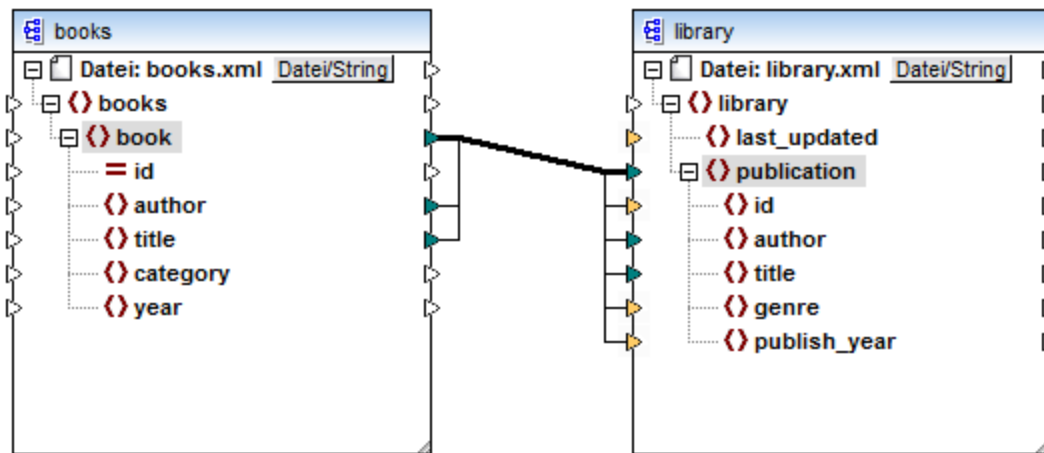 books
Datei: books.xml Datei/String
books
book
id
author
title
category
year
library
Datei: library.xml Datei/String
library
last_updated
publication
id
author
title
genre
publish_year